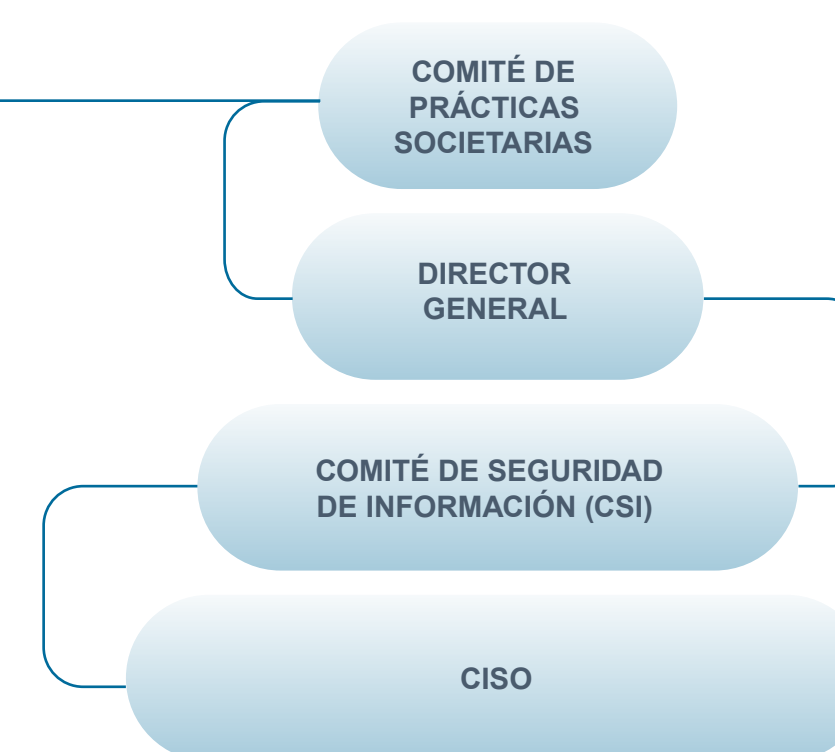 COMITÉ DE
PRÁCTICAS
SOCIETARIAS
DIRECTOR
GENERAL
COMITÉ DE SEGURIDAD
DE INFORMACIÓN (CSI)
CISO